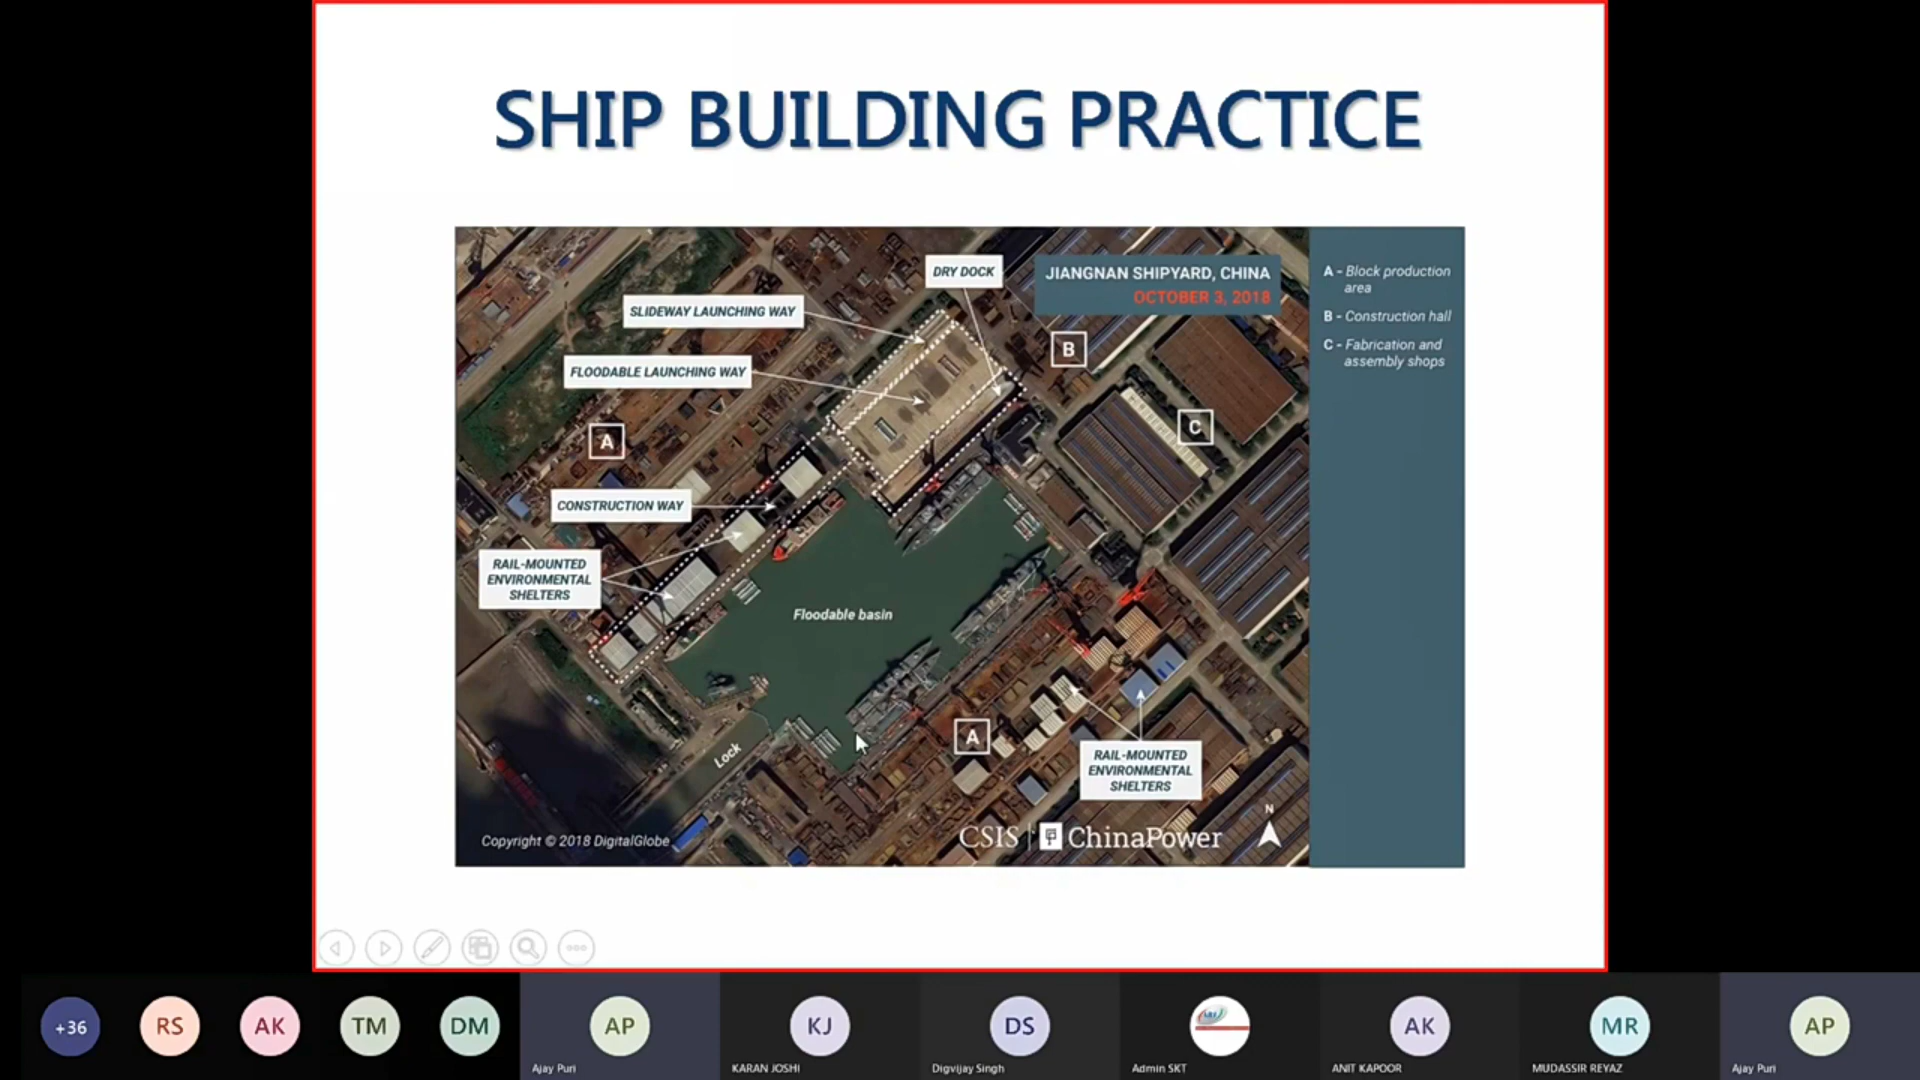 SHIP BUILDING PRACTICE
DRY DOCK
JIANGNAN SHIPYARD, CHINA
OCTOBER 3, 2018
SLIDEWAY LAUNCHING WAY
FLOODABLE LAUNCHING WAY
B
A
C
CONSTRUCTION WAY
RAIL-MOUNTED
ENVIRONMENTAL
SHELTERS
Floodable basin
Lock
A
RAIL-MOUNTED
ENVIRONMENTAL
SHELTERS
N
Copyright © 2018 DigitalGlobe
CSIS | ChinaPower
A - Block production
area
B - Construction hall
C - Fabrication and
assembly shops
+36
RS
AK
TM
DM
AP
Ajay Puri
KJ
KARAN JOSHI
DS
Digvijay Singh
Admin SKT
AK
ANIT KAPOOR
MR
MUDASSIR REYAZ
AP
Ajay Puri